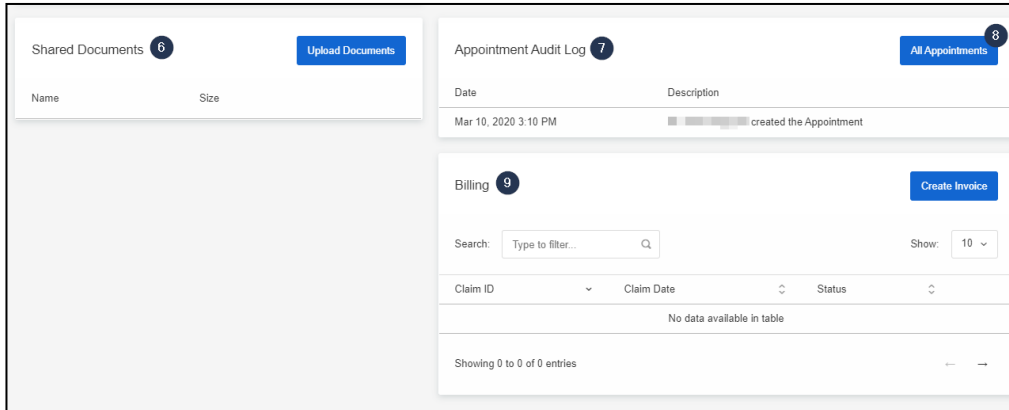 Shared Documents 6 Upload Documents
Name Size
Appointment Audit Log 7 All Appointments 8
Date Description
Mar 10, 2020 3:10 PM created the Appointment
Billing 9 Create Invoice
Search: Type to filter... Show: 10
Claim ID Claim Date Status
No data available in table
Showing 0 to 0 of 0 entries